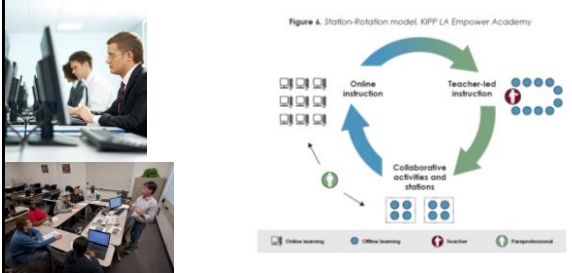 Figure 6. Station-Rotation model, KIPP LA Empower Academy
Online
instruction
Teacher-led
instruction
Collaborative
activities and
stations
Online learning
Offline learning
Teacher
Paraprofessional